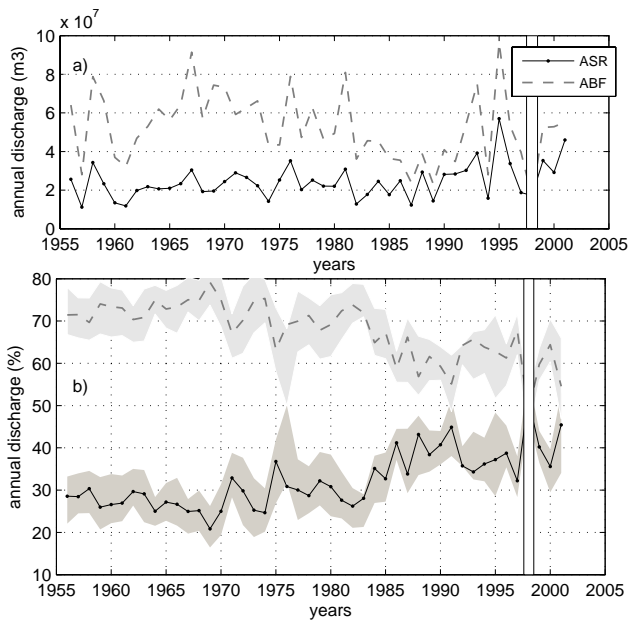 x 10^7
10
8
6
4
2
0
annual discharge (m3)
a)
ASR
ABF
1955 1960 1965 1970 1975 1980 1985 1990 1995 2000 2005
years
80
70
60
50
40
30
20
10
annual discharge (%)
b)
1955 1960 1965 1970 1975 1980 1985 1990 1995 2000 2005
years